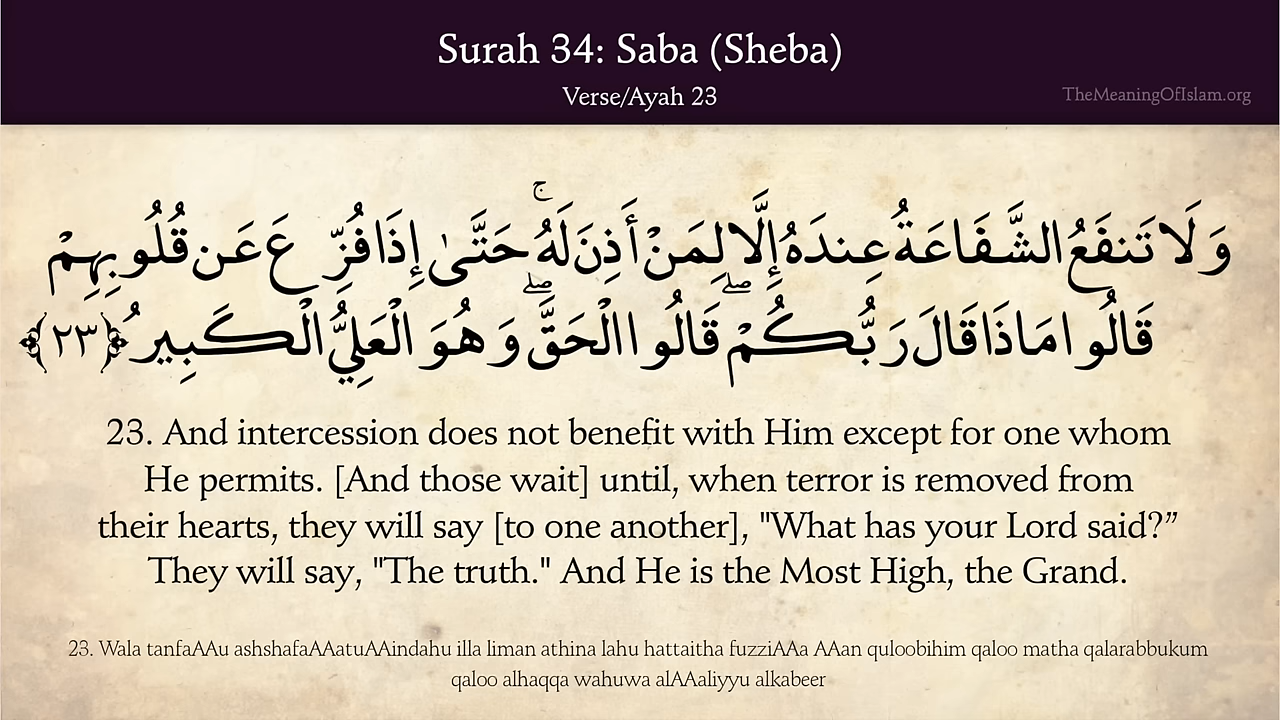 Surah 34: Saba (Sheba)
Verse/Ayah 23
TheMeaningOfIslam.org
وَلَا تَنفَعُ الشَّفَاعَةُ عِندَهُ إِلَّا لِمَنْ أَذِنَ لَهُ ۚ حَتَّىٰ إِذَا فُزِّعَ عَن قُلُوبِهِمْ
قَالُوا مَاذَا قَالَ رَبُّكُمْ ۖ قَالُوا الْحَقَّ ۖ وَهُوَ الْعَلِيُّ الْكَبِيرُ ﴿٢٣﴾
23. And intercession does not benefit with Him except for one whom
He permits. [And those wait] until, when terror is removed from
their hearts, they will say [to one another], "What has your Lord said?”
They will say, "The truth." And He is the Most High, the Grand.
23. Wala tanfaAAu ashshafaAAatuAAindahu illa liman athina lahu hattaitha fuzziAAa AAan quloobihim qaloo matha qalarabbukum
qaloo alhaqqa wahuwa alAAaliyyu alkabeer